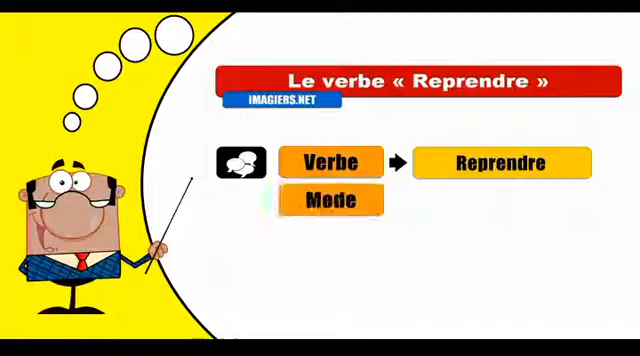 Le verbe « Reprendre »
IMAGIERS.NET
Verbe Reprendre
Mode